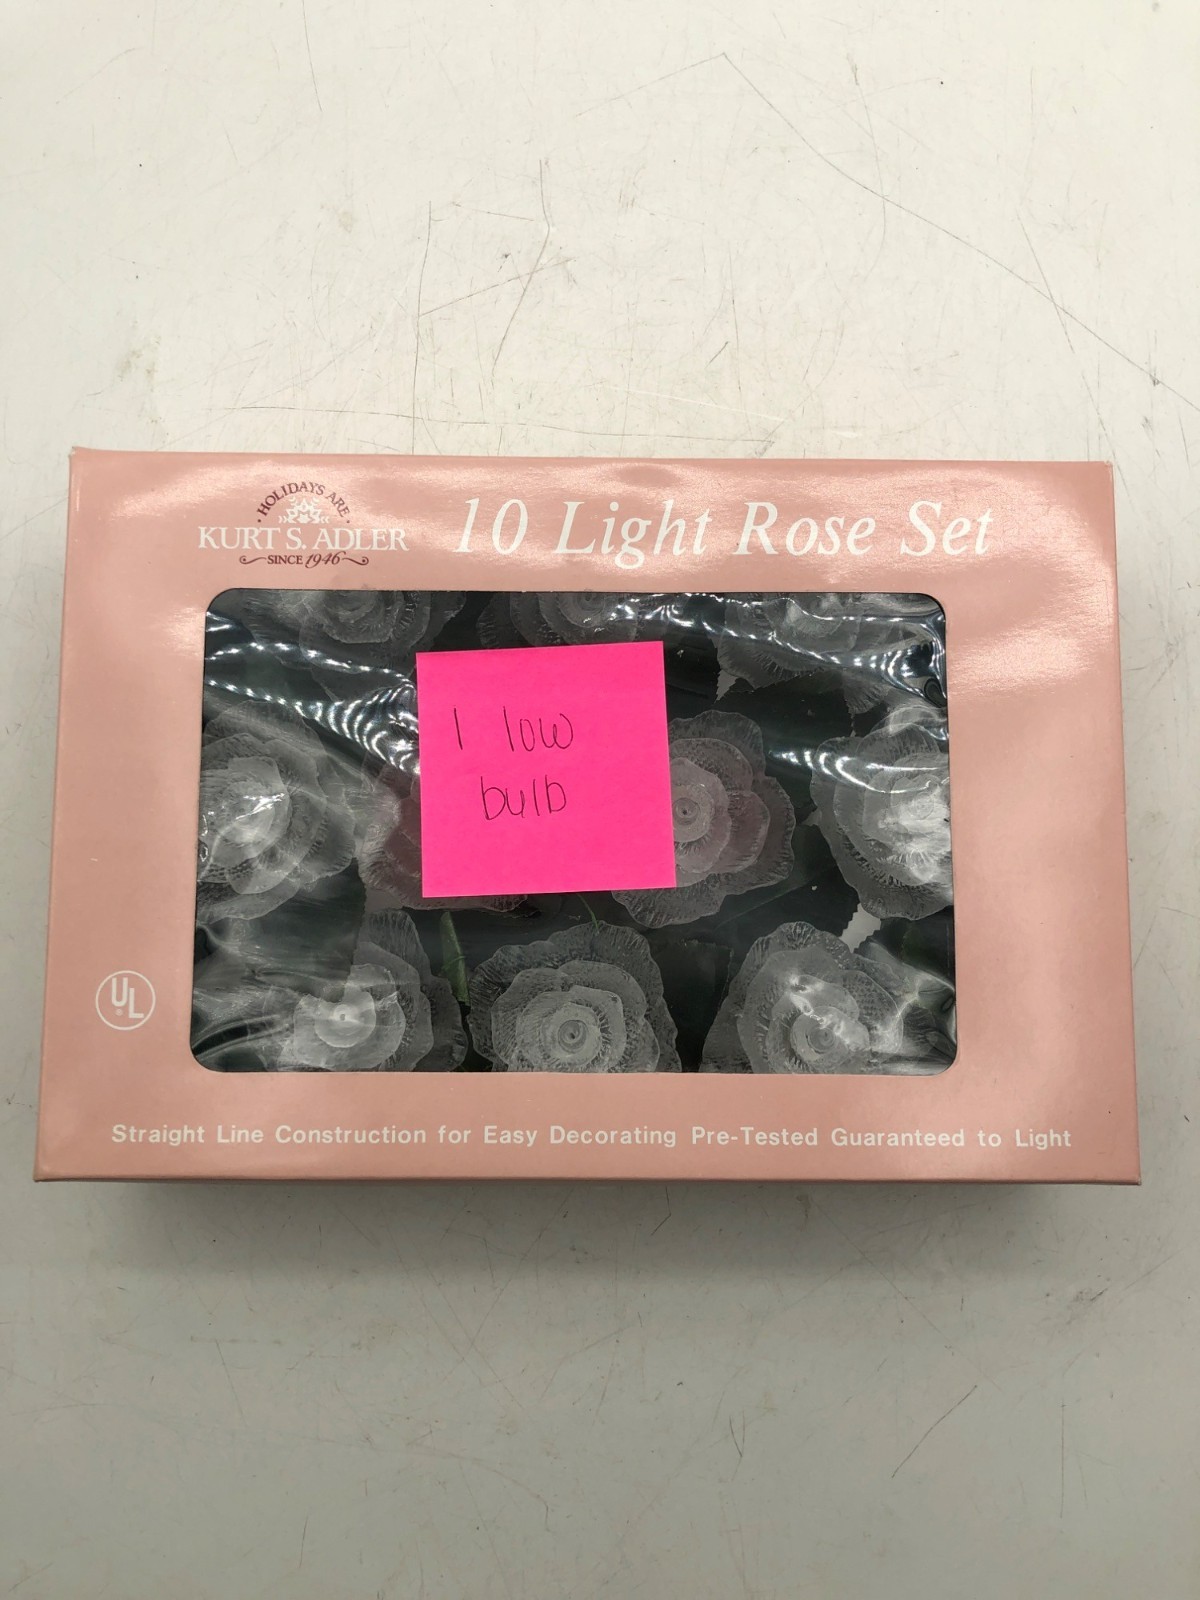 · HOLIDAYS ARE ·
KURT S. ADLER
SINCE 1946
10 Light Rose Set
1 low
bulb
UL
Straight Line Construction for Easy Decorating Pre-Tested Guaranteed to Light